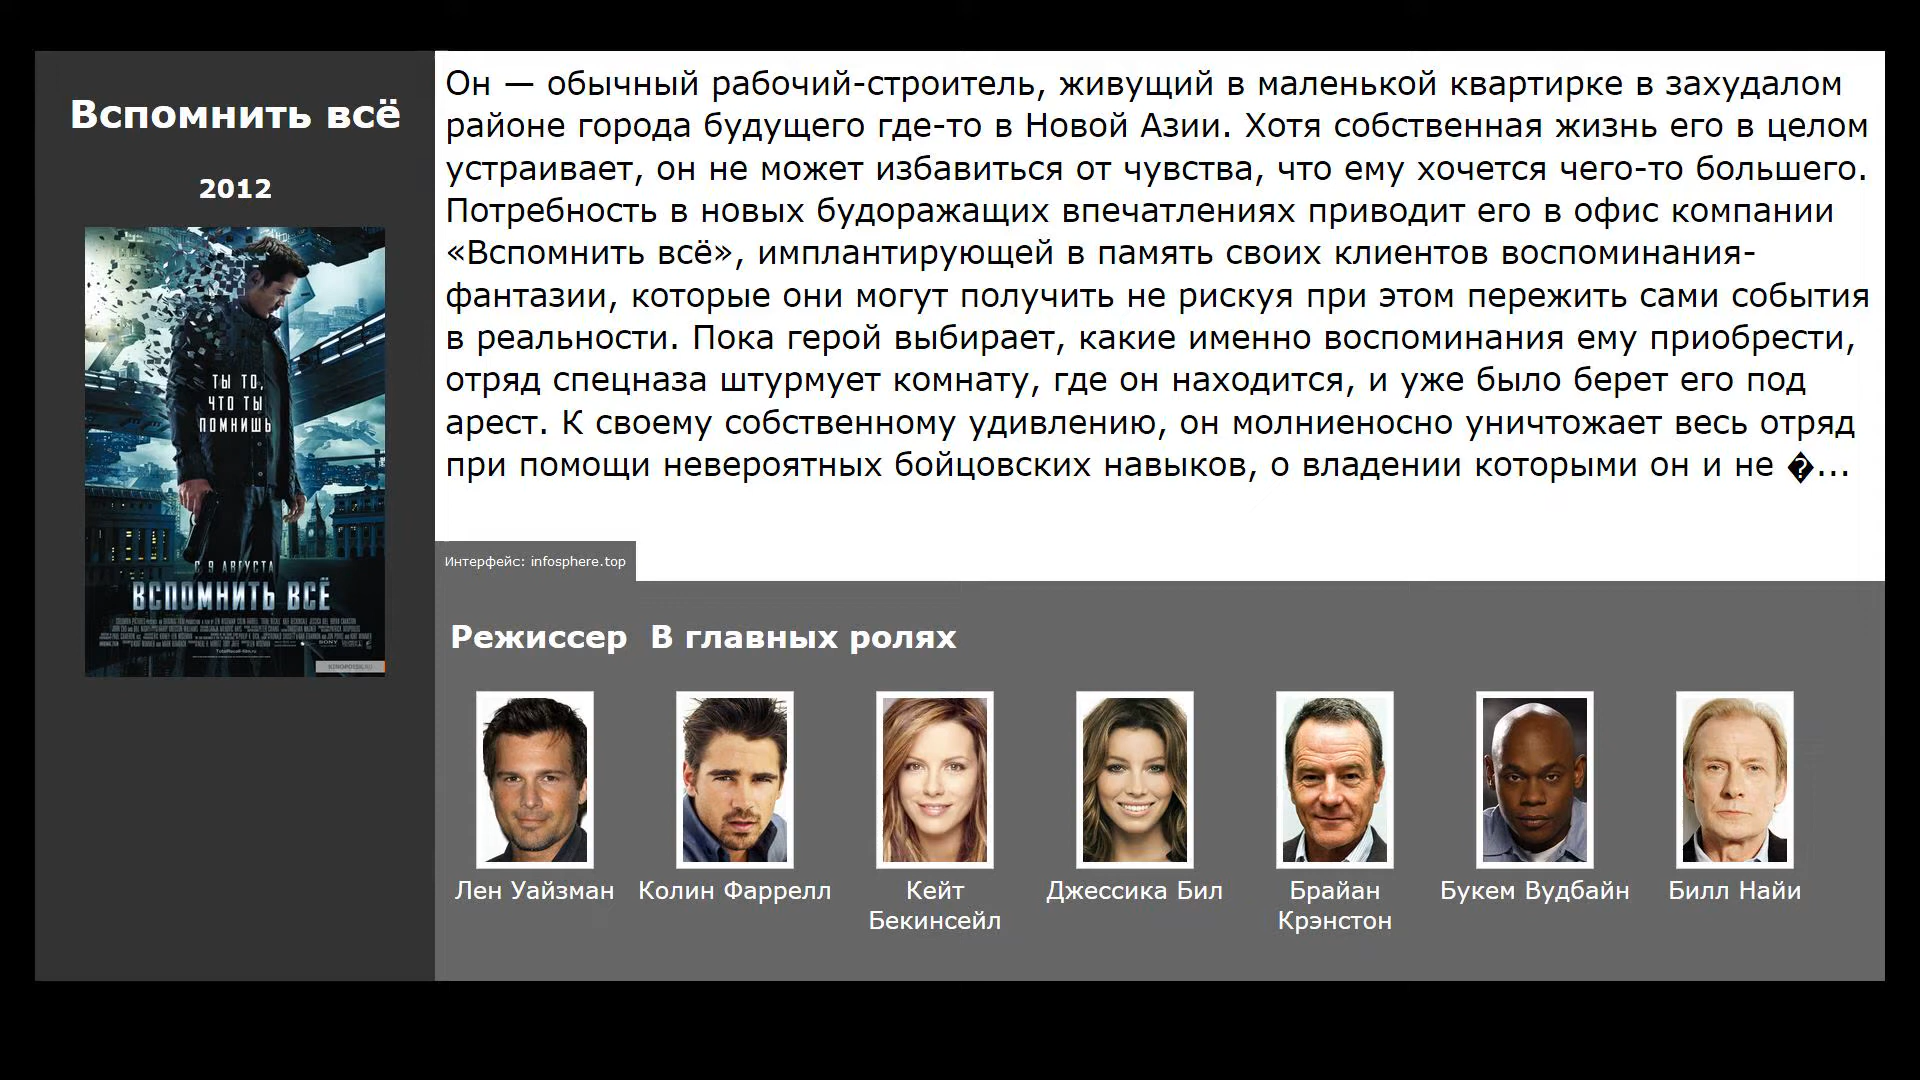 Вспомнить всё
2012
ТЫ ТО,
ЧТО ТЫ
ПОМНИШЬ
С 9 АВГУСТА
ВСПОМНИТЬ ВСЁ
KINOPOISK.RU
Он — обычный рабочий-строитель, живущий в маленькой квартирке в захудалом
районе города будущего где-то в Новой Азии. Хотя собственная жизнь его в целом
устраивает, он не может избавиться от чувства, что ему хочется чего-то большего.
Потребность в новых будоражащих впечатлениях приводит его в офис компании
«Вспомнить всё», имплантирующей в память своих клиентов воспоминания-
фантазии, которые они могут получить не рискуя при этом пережить сами события
в реальности. Пока герой выбирает, какие именно воспоминания ему приобрести,
отряд спецназа штурмует комнату, где он находится, и уже было берет его под
арест. К своему собственному удивлению, он молниеносно уничтожает весь отряд
при помощи невероятных бойцовских навыков, о владении которыми он и не �...
Интерфейс: infosphere.top
Режиссер В главных ролях
Лен Уайзман Колин Фаррелл Кейт Джессика Бил Брайан Букем Вудбайн Билл Найи
Бекинсейл Крэнстон